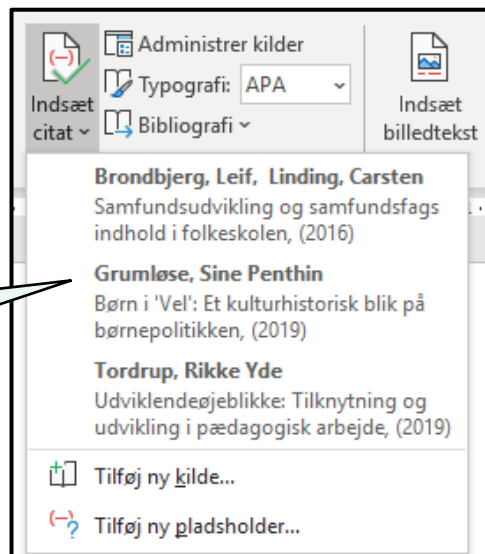 Indsæt
citat
Administrer kilder
Typografi: APA
Bibliografi
Indsæt
billedtekst
Brondbjerg, Leif,  Linding, Carsten
Samfundsudvikling og samfundsfags
indhold i folkeskolen, (2016)
Grumløse, Sine Penthin
Børn i 'Vel': Et kulturhistorisk blik på
børnepolitikken, (2019)
Tordrup, Rikke Yde
Udviklendeøjeblikke: Tilknytning og
udvikling i pædagogisk arbejde, (2019)
Tilføj ny kilde...
Tilføj ny pladsholder...